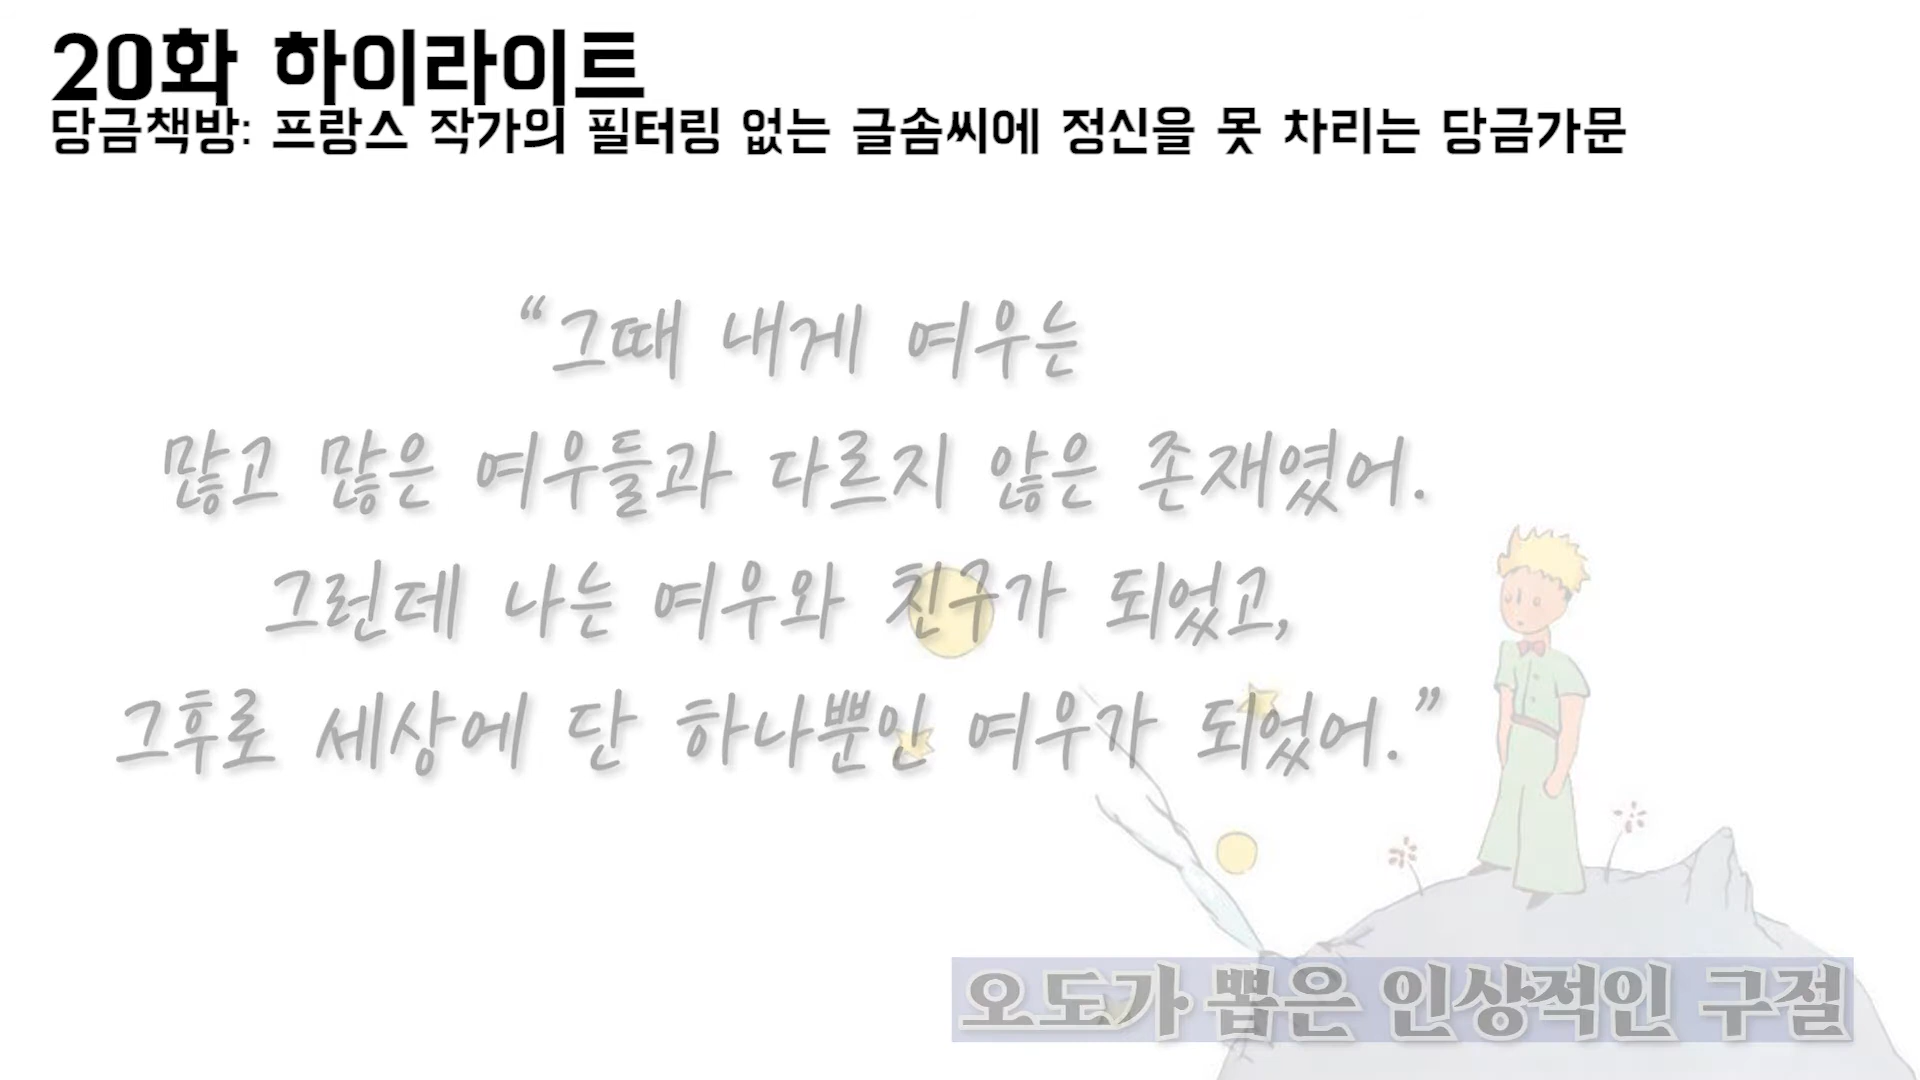 20화 하이라이트
당금책방: 프랑스 작가의 필터링 없는 글솜씨에 정신을 못 차리는 당금가문
“그때 내게 여우는
많고 많은 여우들과 다르지 않은 존재였어.
그런데 나는 여우와 친구가 되었고,
그후로 세상에 단 하나뿐인 여우가 되었어.”
오도가 뽑은 인상적인 구절